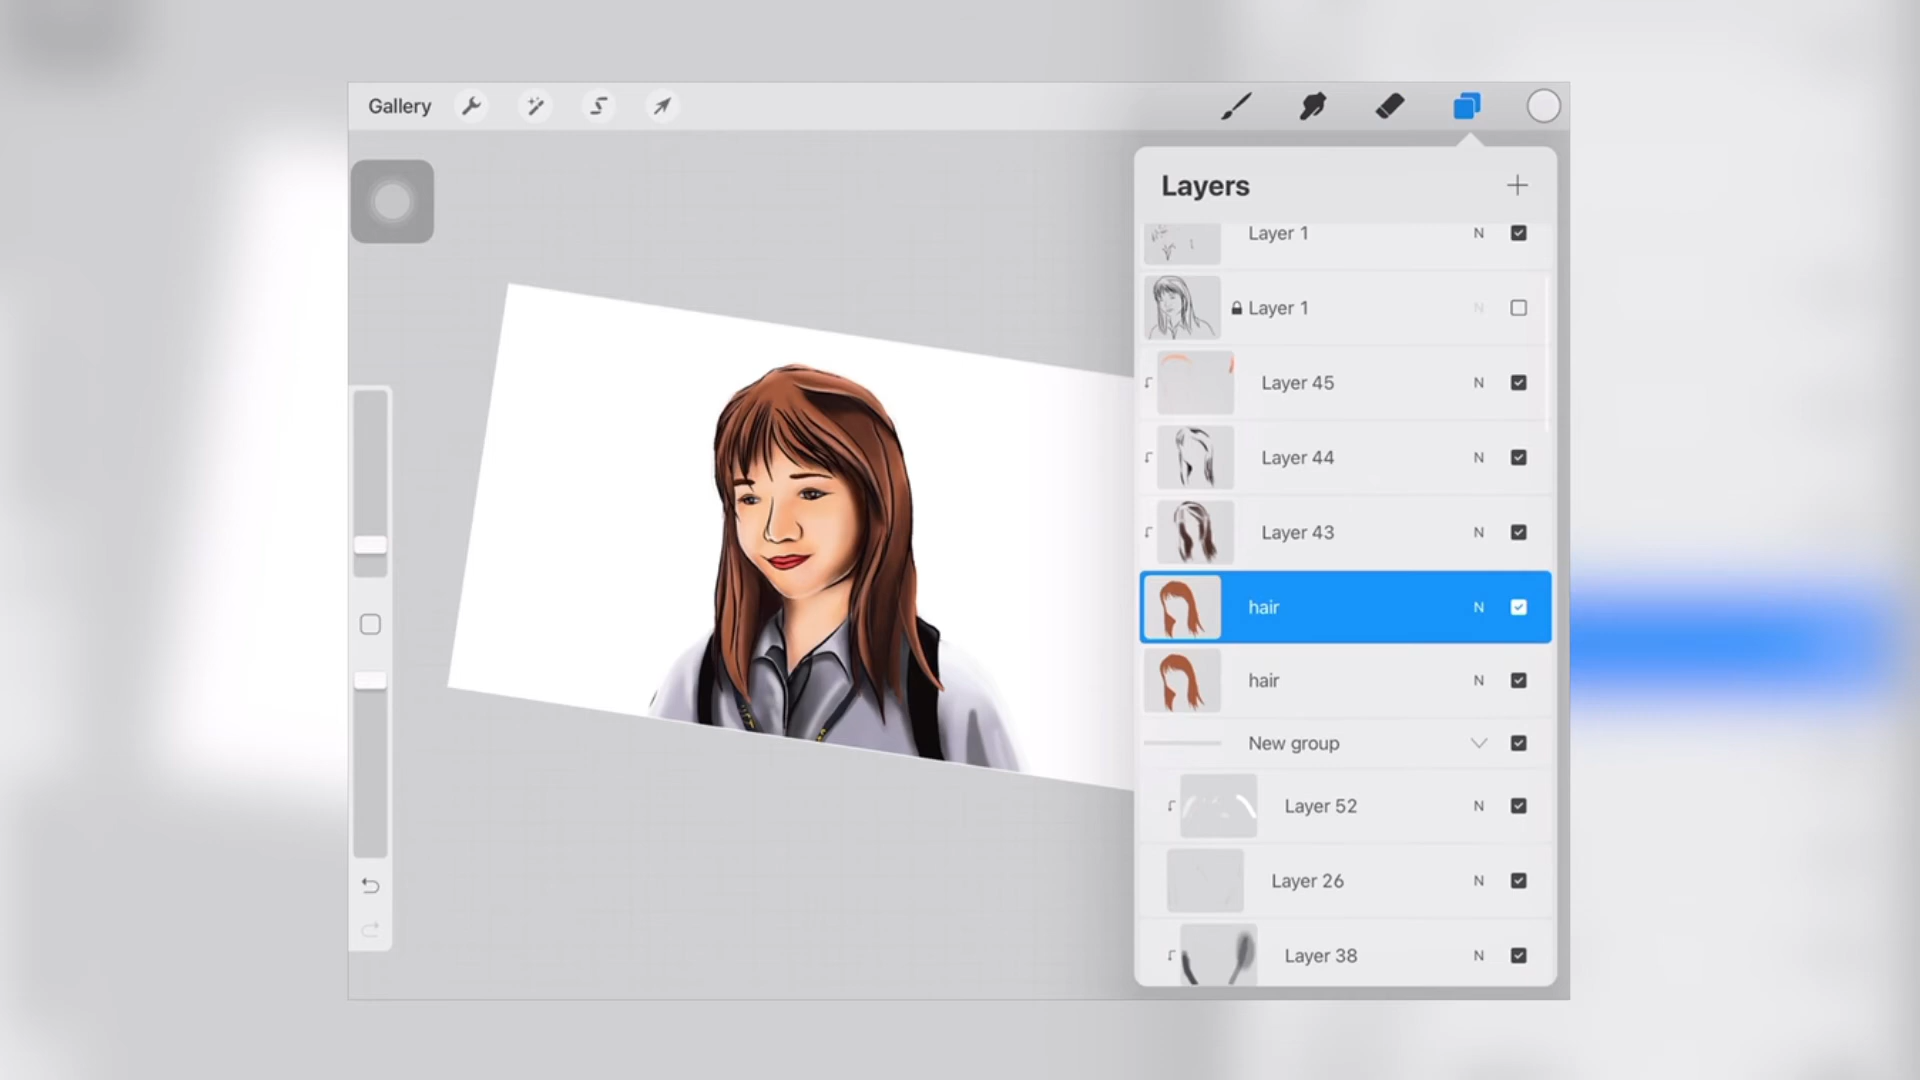 Gallery
Layers
Layer 1 N
Layer 1 N
Layer 45 N
Layer 44 N
Layer 43 N
hair N
hair N
New group
Layer 52 N
Layer 26 N
Layer 38 N